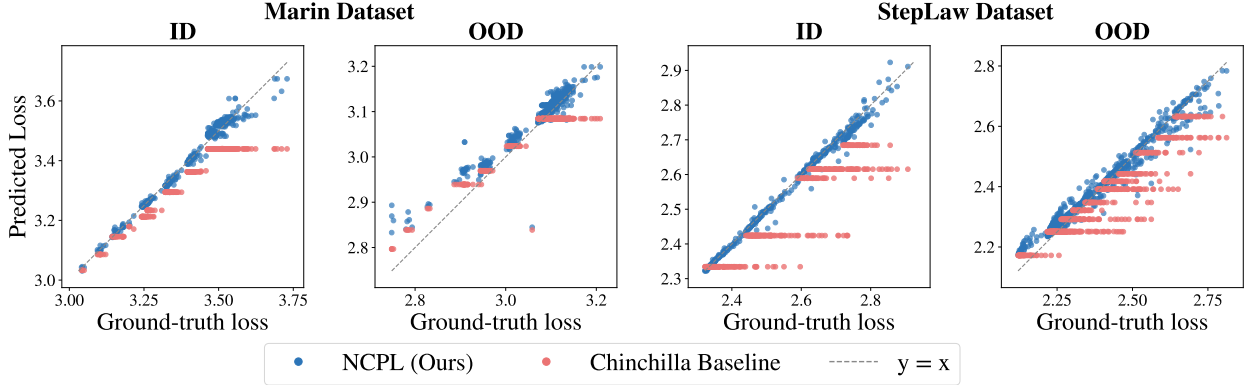 Marin Dataset
StepLaw Dataset
ID
OOD
ID
OOD
Predicted Loss
3.6
3.4
3.2
3.0
3.00
3.25
3.50
3.75
Ground-truth loss
3.2
3.1
3.0
2.9
2.8
2.8
3.0
3.2
Ground-truth loss
2.9
2.8
2.7
2.6
2.5
2.4
2.3
2.4
2.6
2.8
Ground-truth loss
2.8
2.6
2.4
2.2
2.25
2.50
2.75
Ground-truth loss
NCPL (Ours)
Chinchilla Baseline
y = x